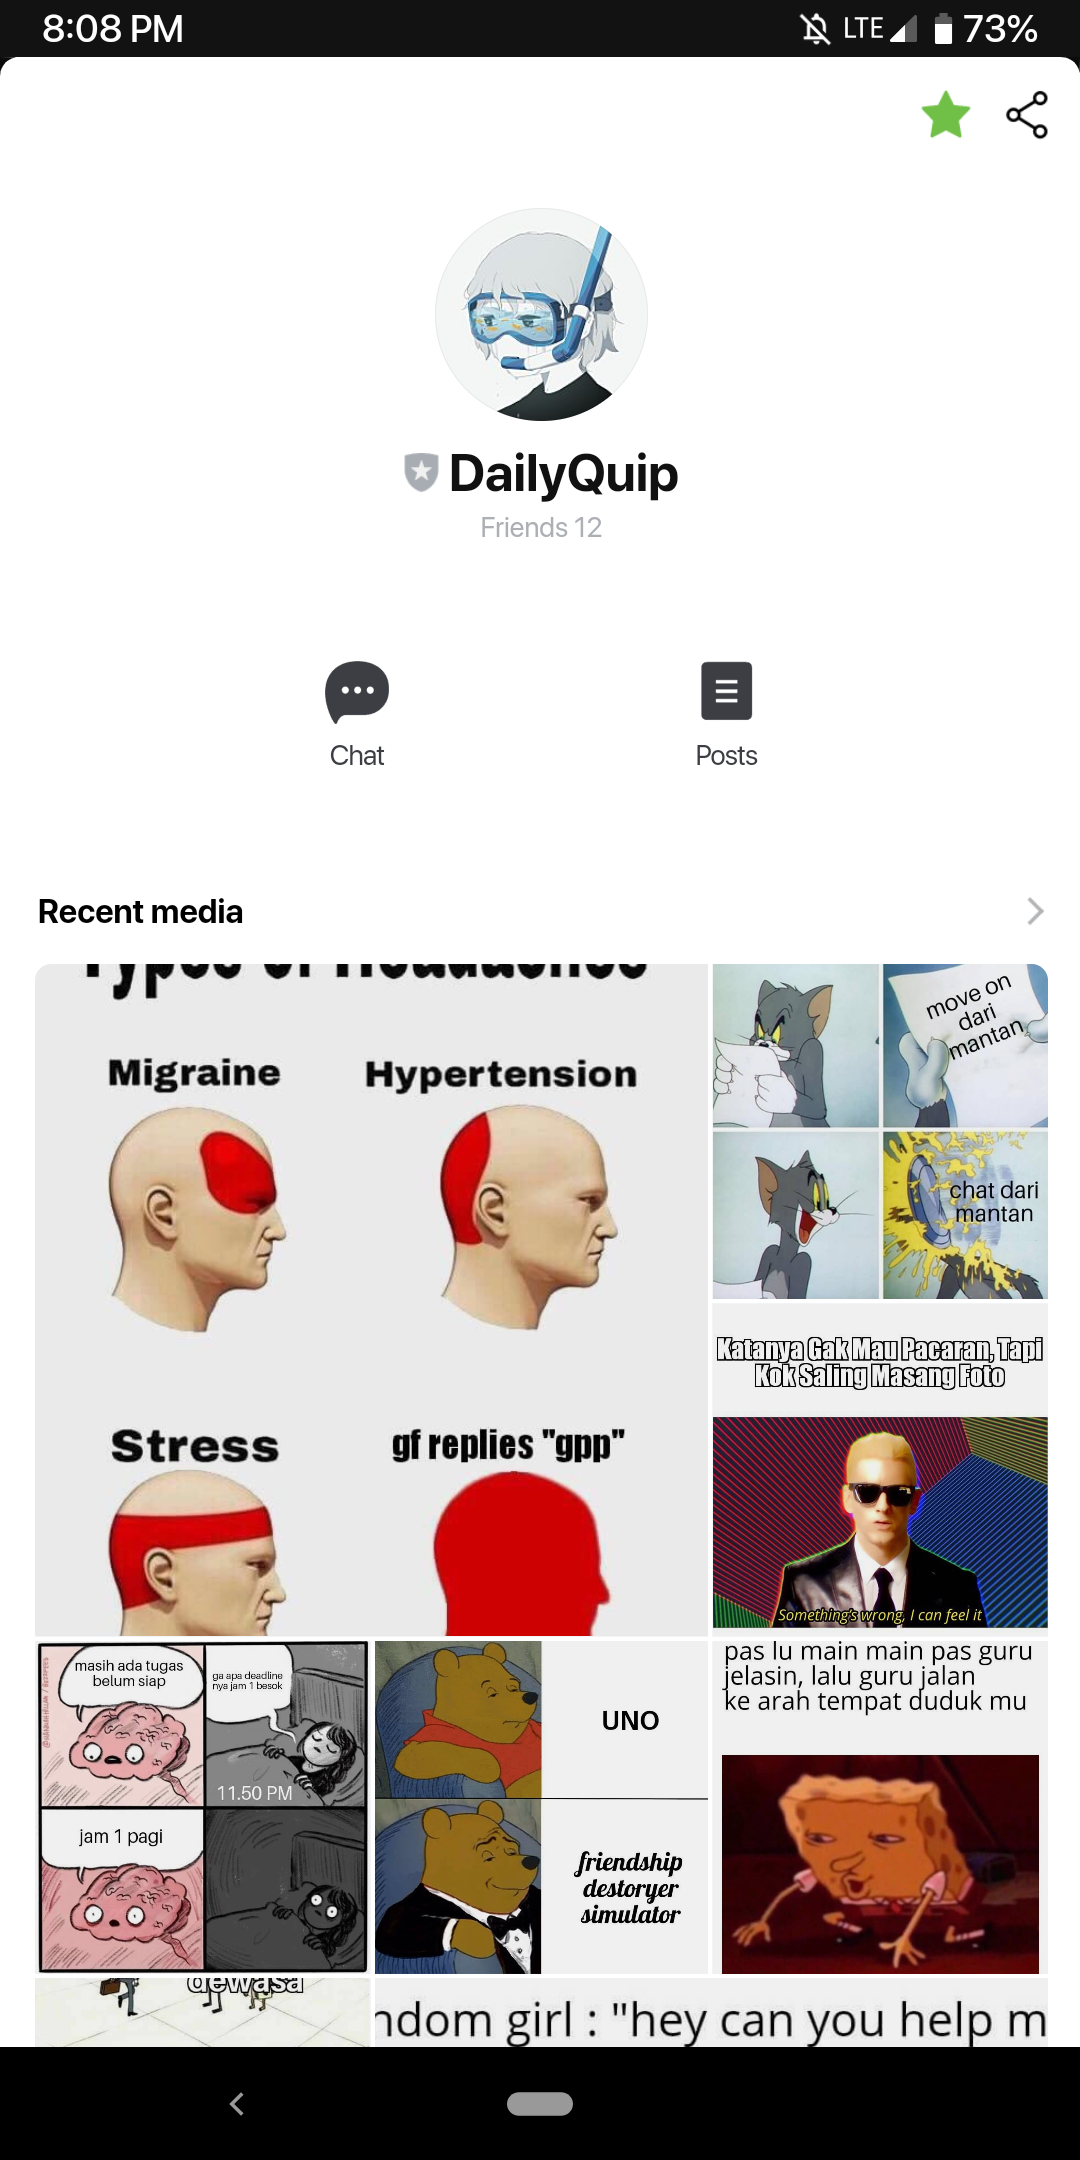 8:08 PM
LTE
73%
DailyQuip
Friends 12
Chat
Posts
Recent media
Types of Headaches
Migraine
Hypertension
Stress
gf replies "gpp"
move on
dari
mantan
chat dari
mantan
Katanya Gak Mau Pacaran, Tapi
Kok Saling Masang Foto
Something's wrong, I can feel it
masih ada tugas
belum siap
ga apa deadline
nya jam 1 besok
11.50 PM
jam 1 pagi
UNO
friendship
destoryer
simulator
pas lu main main pas guru
jelasin, lalu guru jalan
ke arah tempat duduk mu
dewasa
ndom girl : "hey can you help m